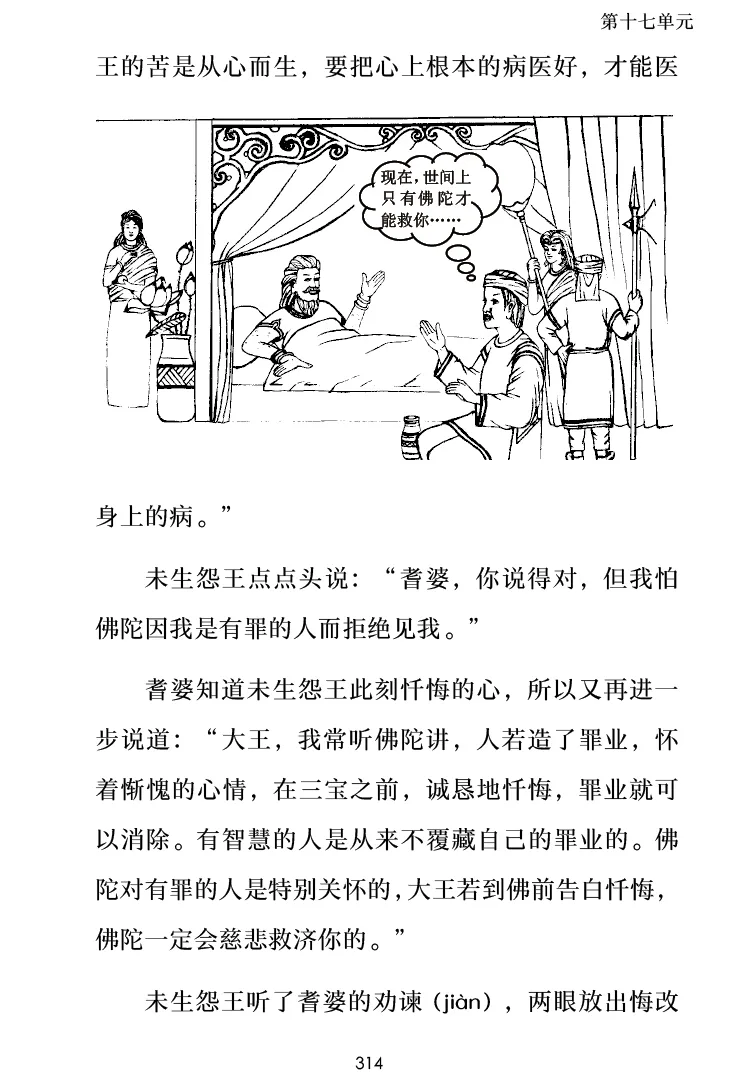 第十七单元
王的苦是从心而生，要把心上根本的病医好，才能医
现在，世间上
只有佛陀才
能救你……
身上的病。”
未生怨王点点头说：“耆婆，你说得对，但我怕
佛陀因我是有罪的人而拒绝见我。”
耆婆知道未生怨王此刻忏悔的心，所以又再进一
步说道：“大王，我常听佛陀讲，人若造了罪业，怀
着惭愧的心情，在三宝之前，诚恳地忏悔，罪业就可
以消除。有智慧的人是从来不覆藏自己的罪业的。佛
陀对有罪的人是特别关怀的，大王若到佛前告白忏悔，
佛陀一定会慈悲救济你的。”
未生怨王听了耆婆的劝谏（jiàn），两眼放出悔改
314